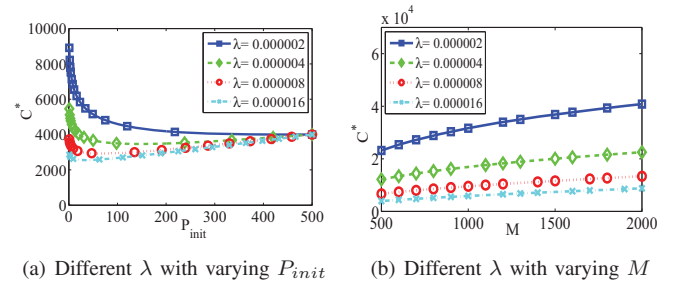 10000
8000
6000
4000
2000
0
C*
0 100 200 300 400 500
P_init
λ= 0.000002
λ= 0.000004
λ= 0.000008
λ= 0.000016
(a) Different λ with varying P_init
x 10^4
6
4
2
0
C*
500 1000 1500 2000
M
λ= 0.000002
λ= 0.000004
λ= 0.000008
λ= 0.000016
(b) Different λ with varying M